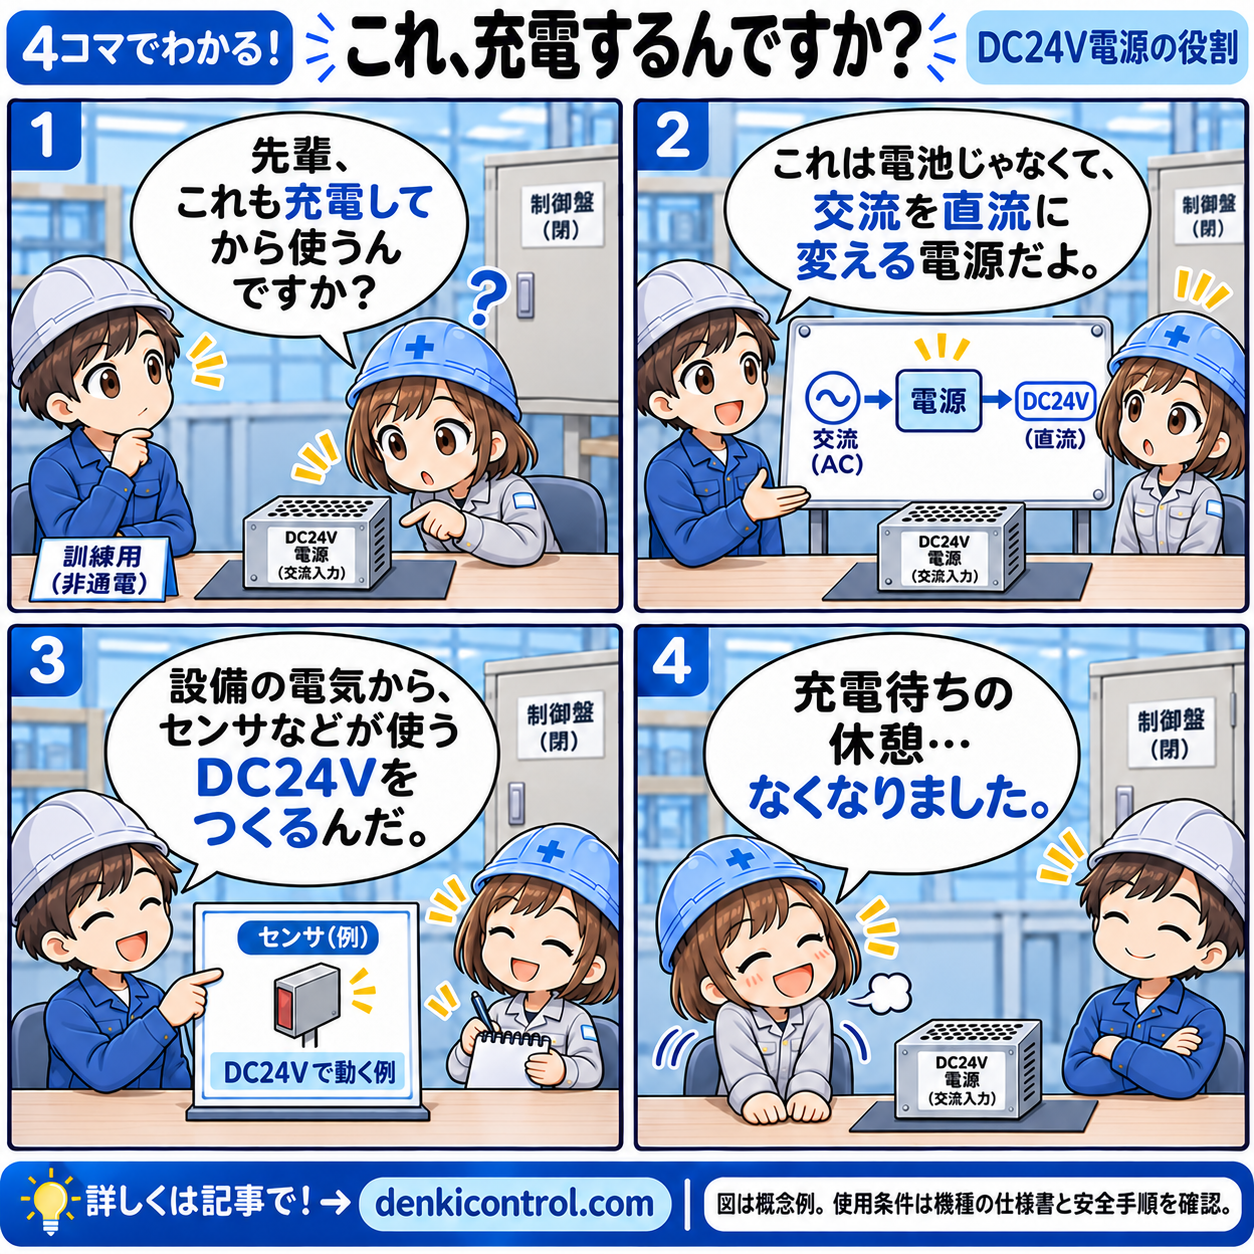 4コマでわかる!
これ、充電するんですか?
DC24V電源の役割
1
先輩、
これも充電して
から使うん
ですか?
制御盤
(閉)
?
訓練用
(非通電)
DC24V
電源
(交流入力)
2
これは電池じゃなくて、
交流を直流に
変える電源だよ。
制御盤
(閉)
電源
DC24V
交流
(AC)
(直流)
DC24V
電源
(交流入力)
3
設備の電気から、
センサなどが使う
DC24Vを
つくるんだ。
制御盤
(閉)
センサ(例)
DC24Vで動く例
4
充電待ちの
休憩…
なくなりました。
制御盤
(閉)
DC24V
電源
(交流入力)
詳しくは記事で!→
denkicontrol.com
図は概念例。使用条件は機種の仕様書と安全手順を確認。